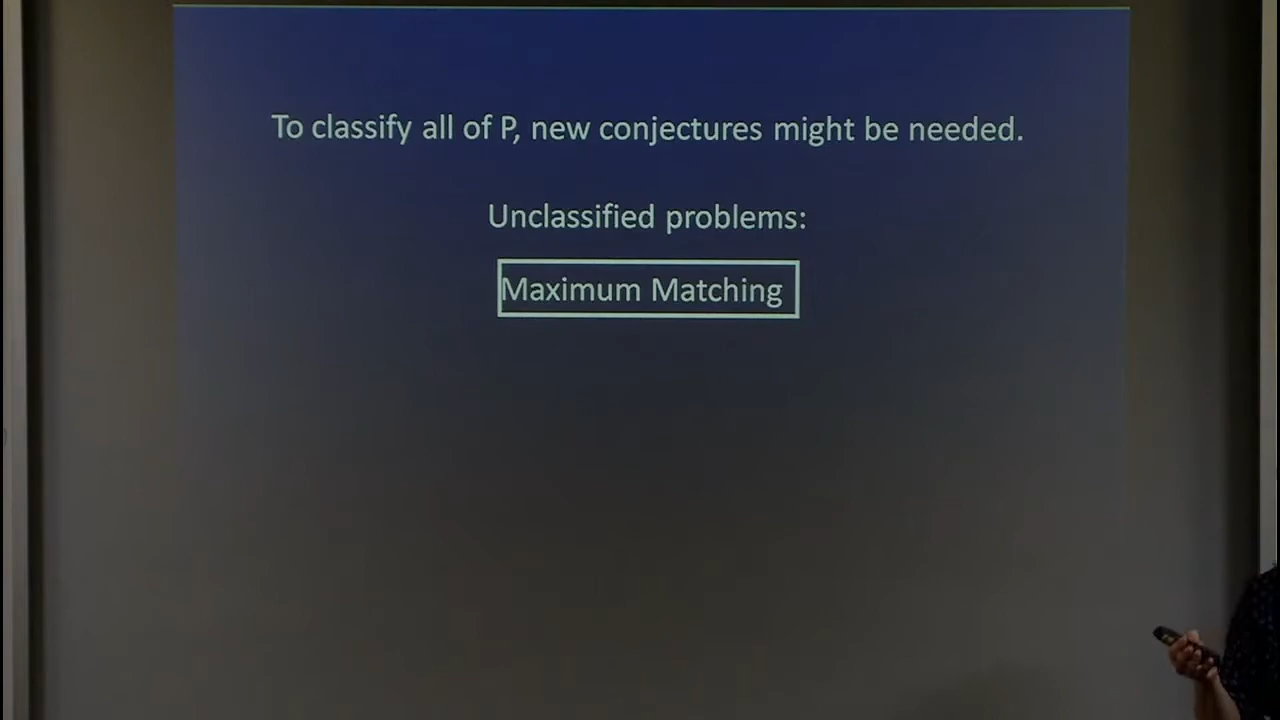 To classify all of P, new conjectures might be needed.
Unclassified problems:
Maximum Matching